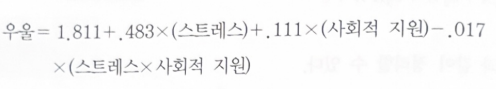 우울= 1.811+.483×(스트레스)+.111×(사회적 지원)-.017
×(스트레스×사회적 지원)